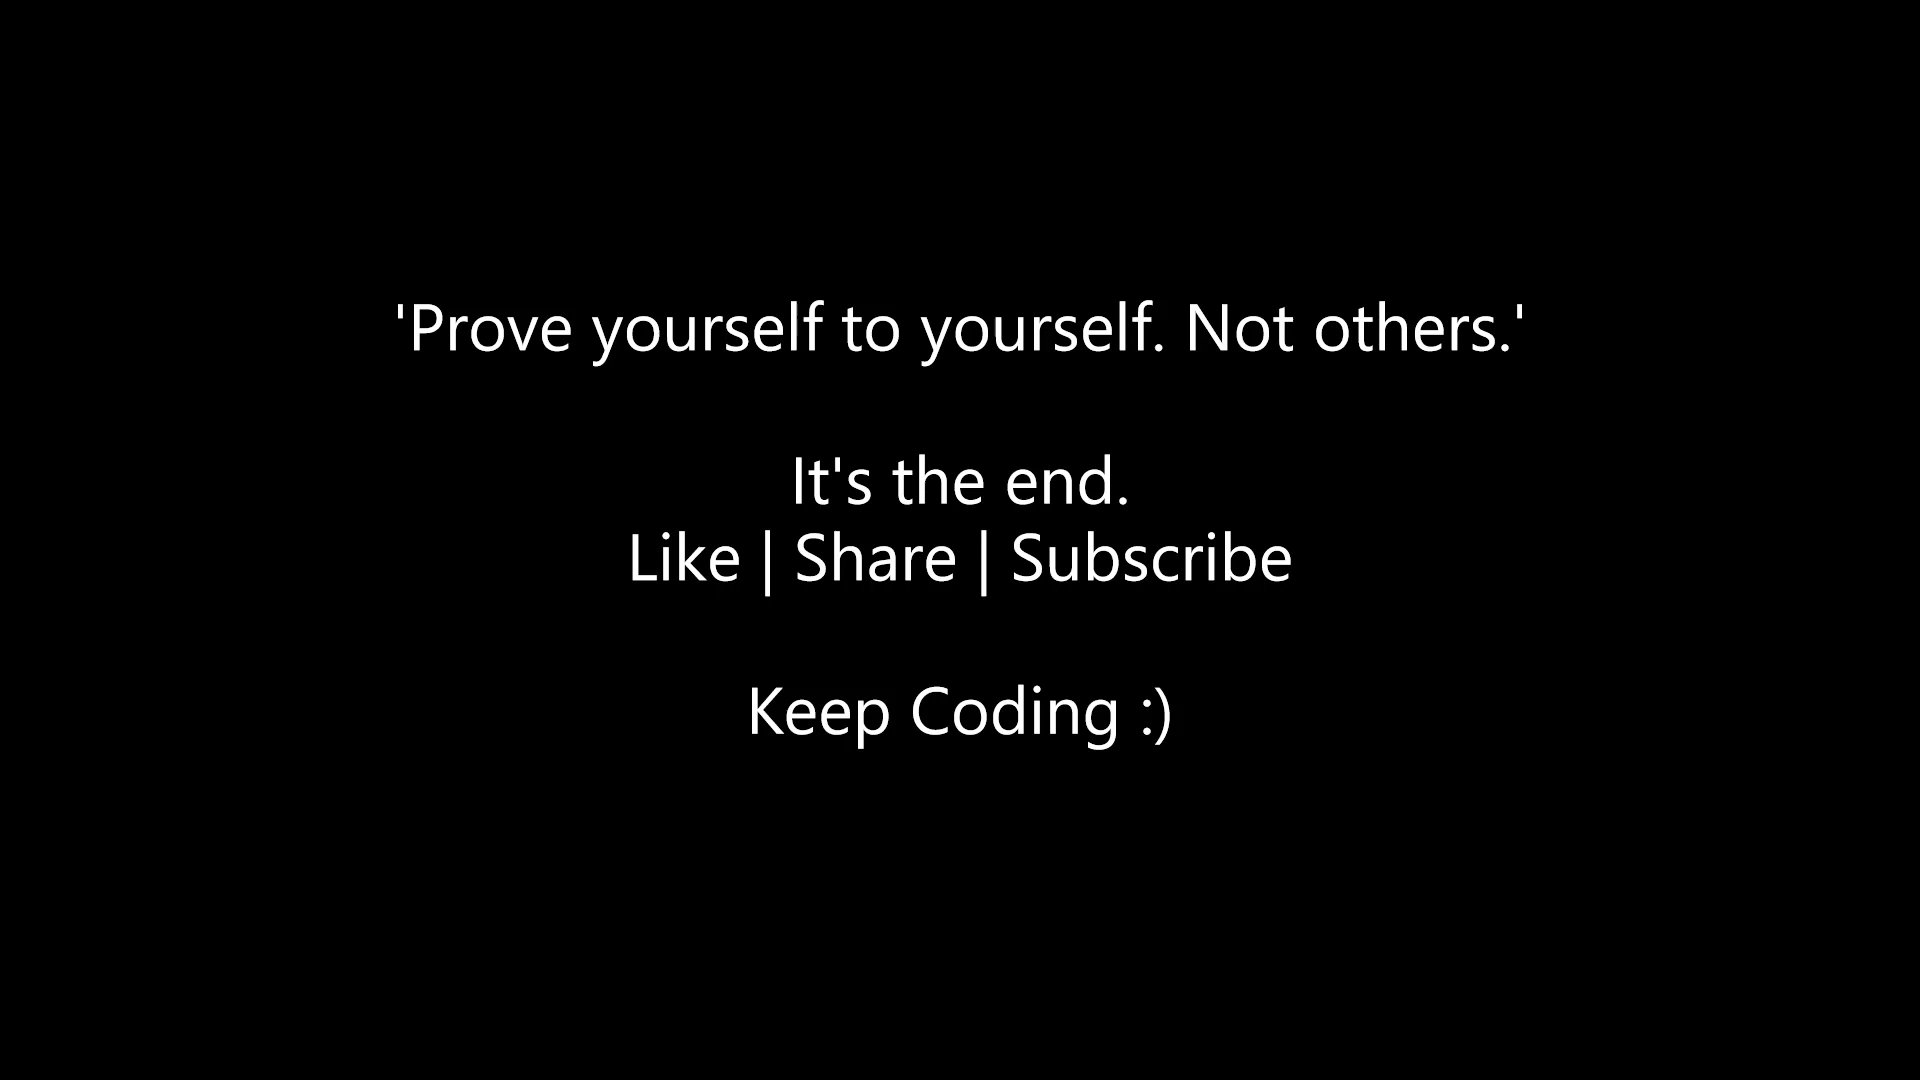 'Prove yourself to yourself. Not others.'
It's the end.
Like | Share | Subscribe
Keep Coding :)